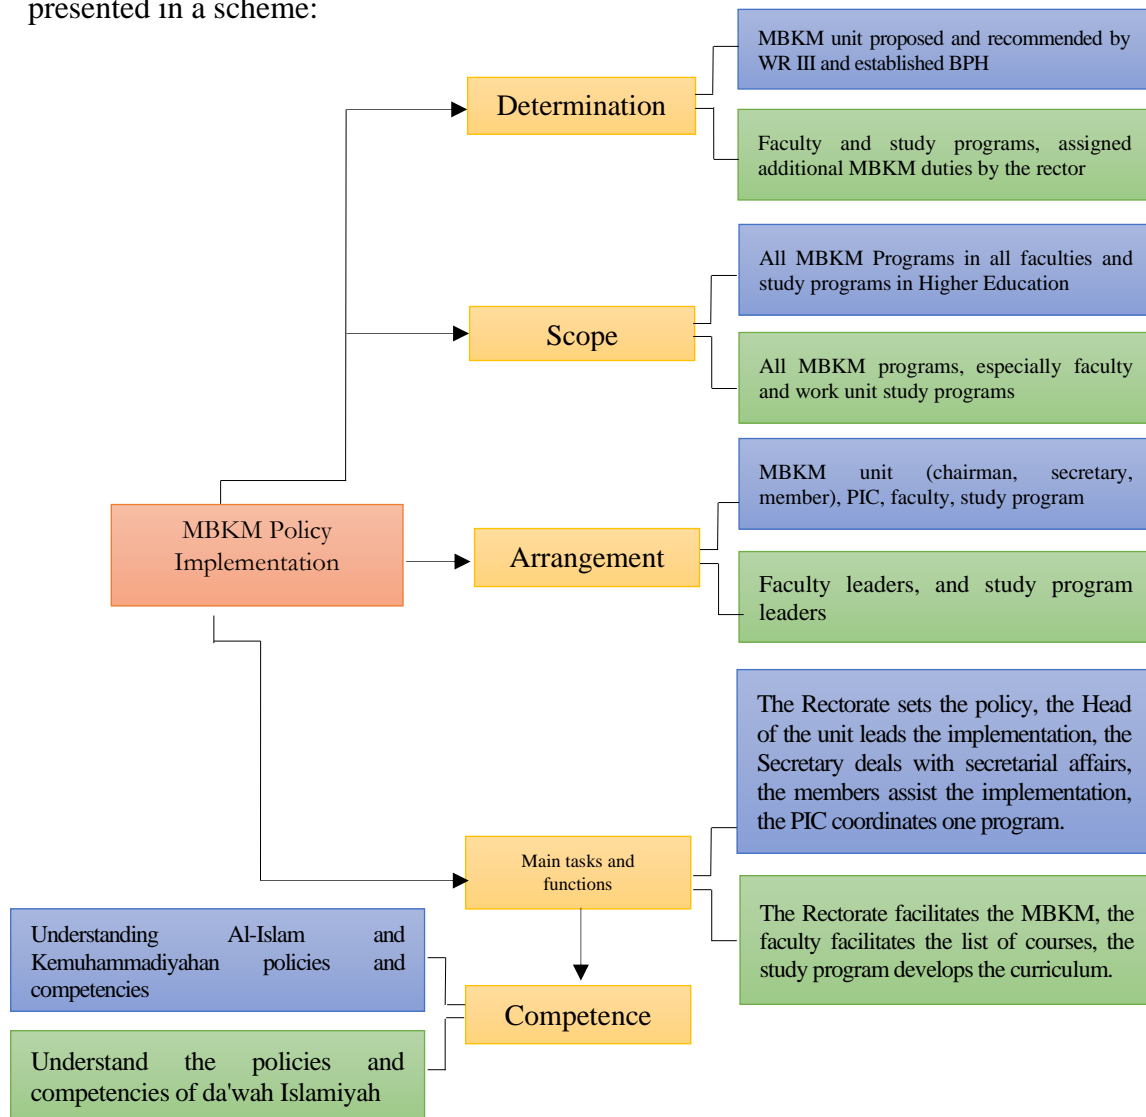 presented in a scheme:
MBKM unit proposed and recommended by
WR III and established BPH
Determination
Faculty and study programs, assigned
additional MBKM duties by the rector
All MBKM Programs in all faculties and
study programs in Higher Education
Scope
All MBKM programs, especially faculty
and work unit study programs
MBKM unit (chairman, secretary,
member), PIC, faculty, study program
MBKM Policy
Implementation
Arrangement
Faculty leaders, and study program
leaders
The Rectorate sets the policy, the Head
of the unit leads the implementation, the
Secretary deals with secretarial affairs,
the members assist the implementation,
the PIC coordinates one program.
Main tasks and
functions
The Rectorate facilitates the MBKM, the
faculty facilitates the list of courses, the
study program develops the curriculum.
Understanding Al-Islam and
Kemuhammadiyahan policies and
competencies
Competence
Understand the policies and
competencies of da'wah Islamiyah